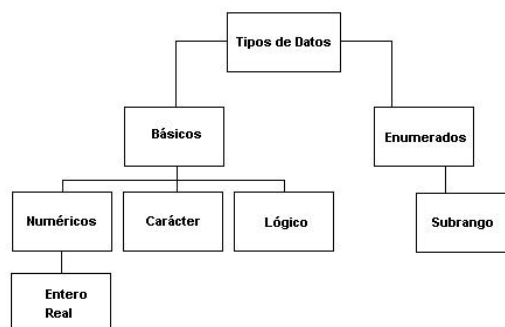 Tipos de Datos
Básicos
Enumerados
Numéricos
Carácter
Lógico
Subrango
Entero
Real